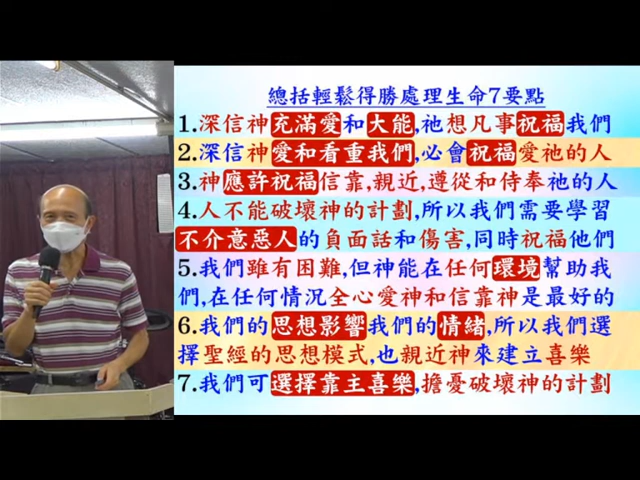 總括輕鬆得勝處理生命7要點
1.深信神充滿愛和大能,祂想凡事祝福我們
2.深信神愛和看重我們,必會祝福愛祂的人
3.神應許祝福信靠,親近,遵從和侍奉祂的人
4.人不能破壞神的計劃,所以我們需要學習
不介意惡人的負面話和傷害,同時祝福他們
5.我們雖有困難,但神能在任何環境幫助我
們,在任何情況全心愛神和信靠神是最好的
6.我們的思想影響我們的情緒,所以我們選
擇聖經的思想模式,也親近神來建立喜樂
7.我們可選擇靠主喜樂,擔憂破壞神的計劃